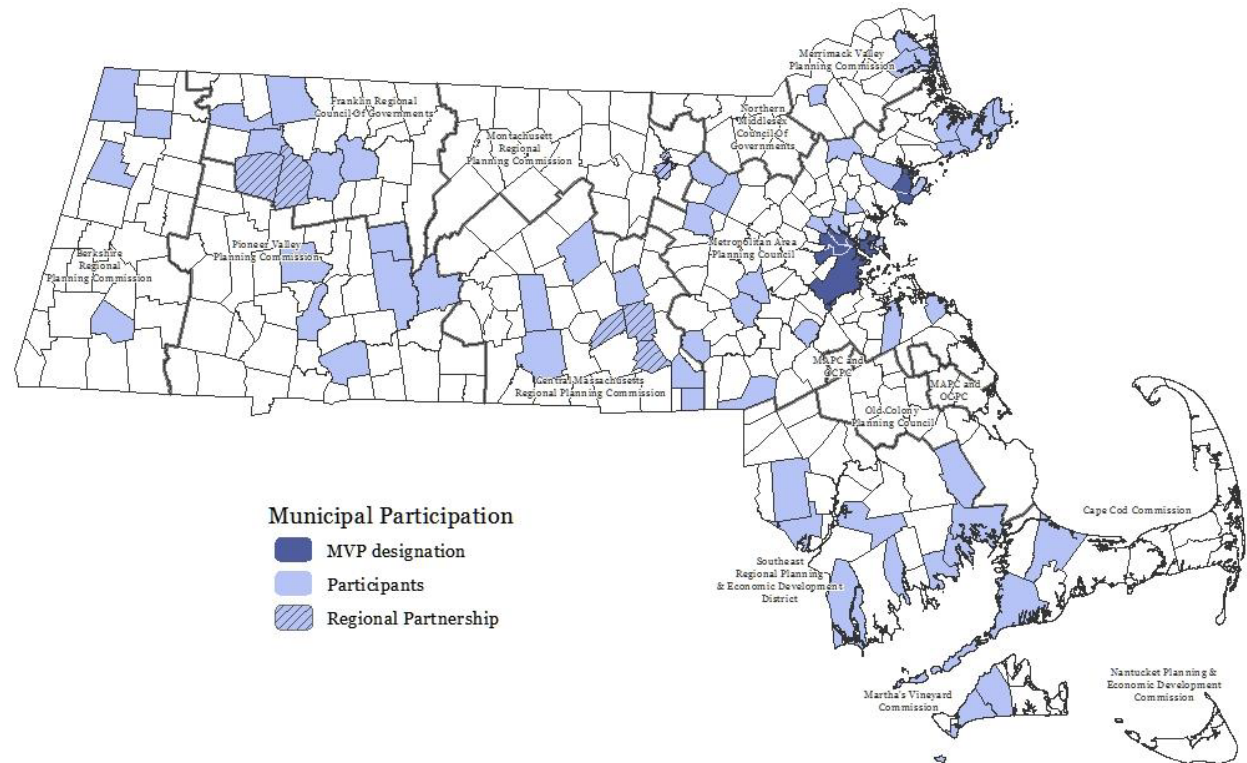 Merrimack Valley
Planning Commission
Franklin Regional
Council Of Governments
Northern
Middlesex
Council Of
Governments
Montachusett
Regional
Planning Commission
Pioneer Valley
Planning Commission
Metropolitan Area
Planning Council
Berkshire
Regional
Planning Commission
MAPC and
OCPC
Central Massachusetts
Regional Planning Commission
MAPC and
OCPC
Old Colony
Planning Council
Municipal Participation
MVP designation
Participants
Regional Partnership
Cape Cod Commission
Southeast
Regional Planning
& Economic Development
District
Martha's Vineyard
Commission
Nantucket Planning &
Economic Development
Commission